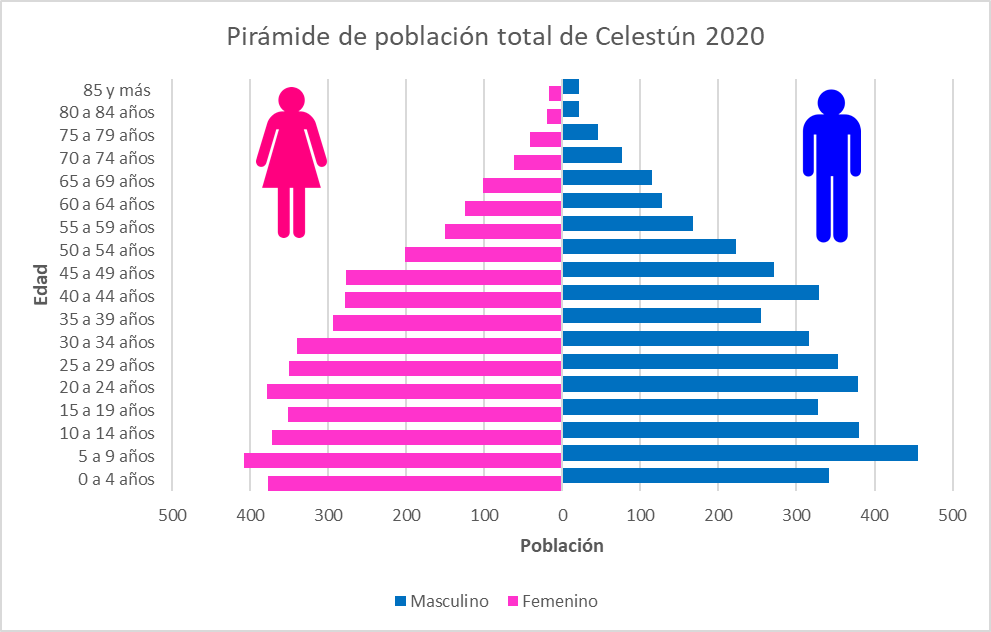 Pirámide de población total de Celestún 2020
85 y más
80 a 84 años
75 a 79 años
70 a 74 años
65 a 69 años
60 a 64 años
55 a 59 años
50 a 54 años
45 a 49 años
40 a 44 años
35 a 39 años
30 a 34 años
25 a 29 años
20 a 24 años
15 a 19 años
10 a 14 años
5 a 9 años
0 a 4 años
Edad
500 400 300 200 100 0 100 200 300 400 500
Población
Masculino Femenino